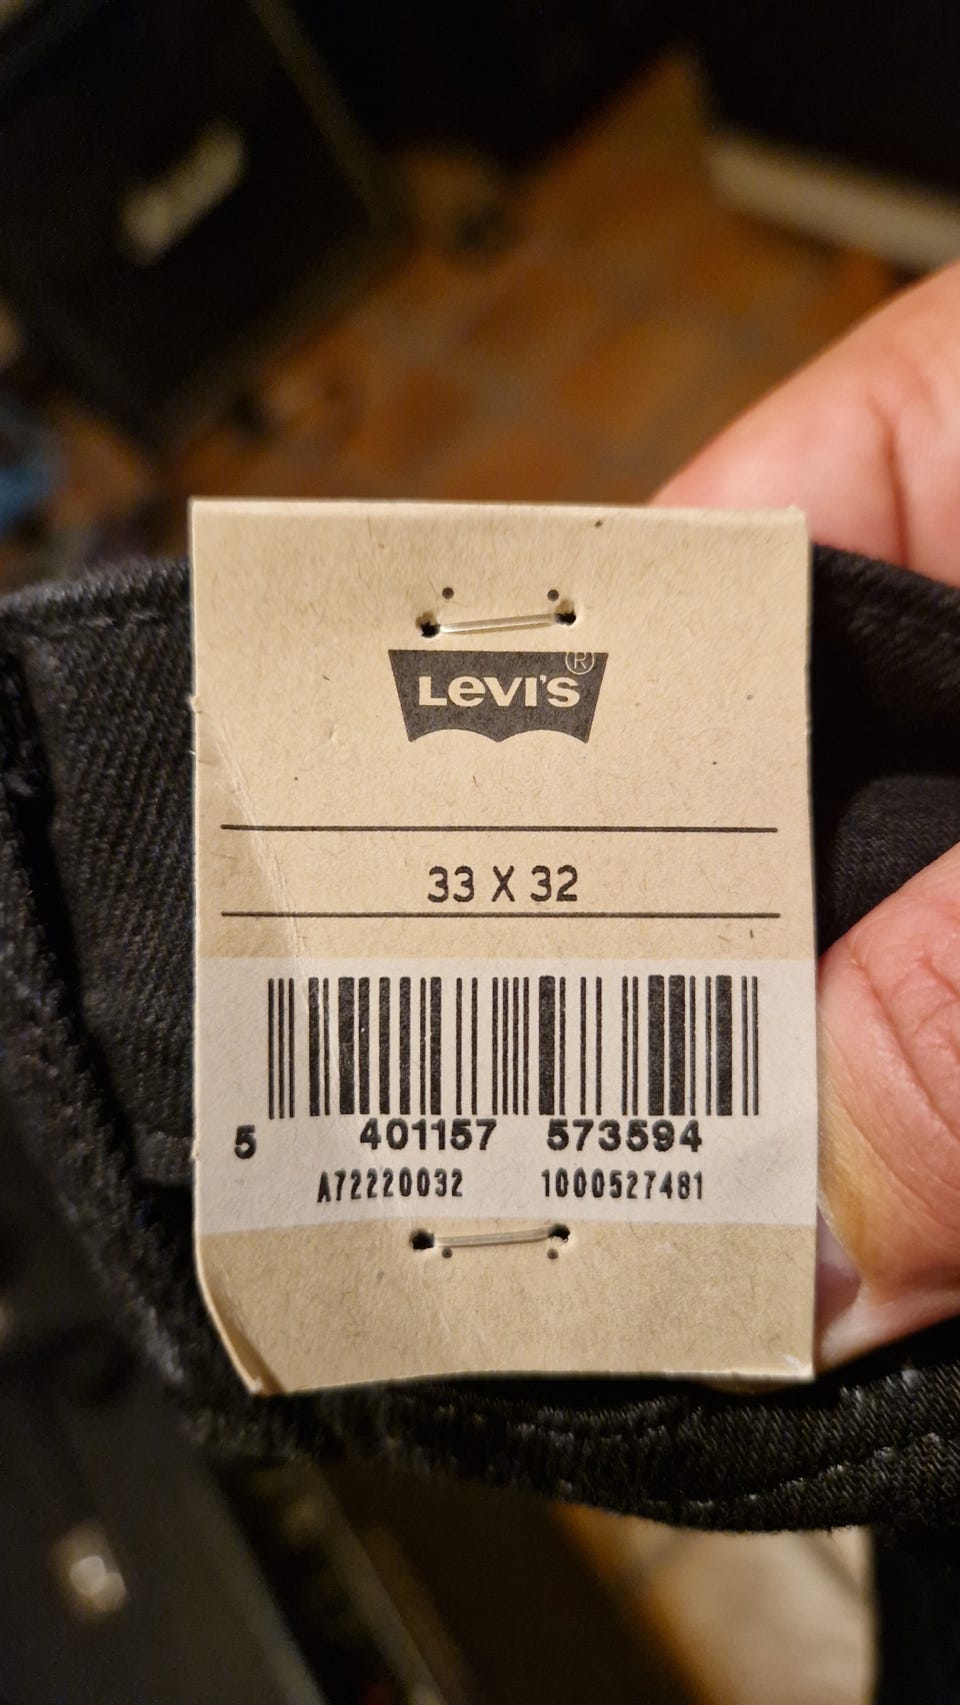 LEVI'S®
33 X 32
5 401157 573594
A72220032 1000527481